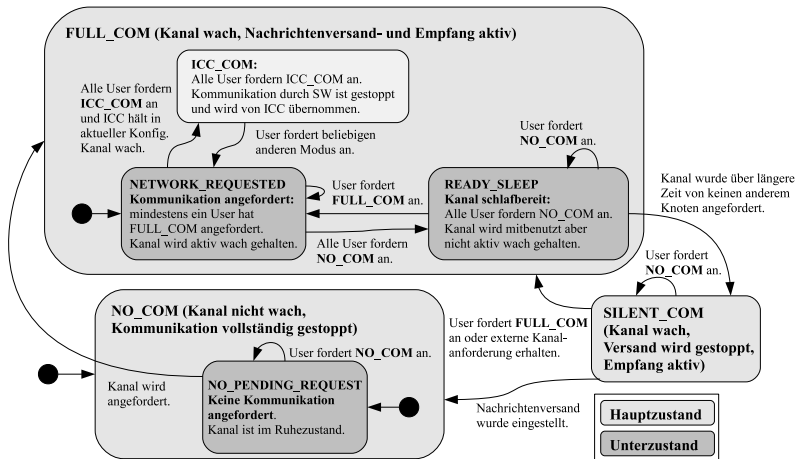 FULL_COM (Kanal wach, Nachrichtenversand- und Empfang aktiv)
ICC_COM:
Alle User fordern ICC_COM an.
Kommunikation durch SW ist gestoppt
und wird von ICC übernommen.
Alle User fordern
ICC_COM an
und ICC hält in
aktueller Konfig.
Kanal wach.
User fordert beliebigen
anderen Modus an.
NETWORK_REQUESTED
Kommunikation angefordert:
mindestens ein User hat
FULL_COM angefordert.
Kanal wird aktiv wach gehalten.
User fordert
FULL_COM an.
Alle User fordern
NO_COM an.
User fordert
NO_COM an.
READY_SLEEP
Kanal schlafbereit:
Alle User fordern NO_COM an.
Kanal wird mitbenutzt aber
nicht aktiv wach gehalten.
Kanal wurde über längere
Zeit von keinen anderem
Knoten angefordert.
User fordert
NO_COM an.
SILENT_COM
(Kanal wach,
Versand wird gestoppt,
Empfang aktiv)
User fordert FULL_COM
an oder externe Kanal-
anforderung erhalten.
NO_COM (Kanal nicht wach,
Kommunikation vollständig gestoppt)
User fordert NO_COM an.
Kanal wird
angefordert.
NO_PENDING_REQUEST
Keine Kommunikation
angefordert.
Kanal ist im Ruhezustand.
Nachrichtenversand
wurde eingestellt.
Hauptzustand
Unterzustand